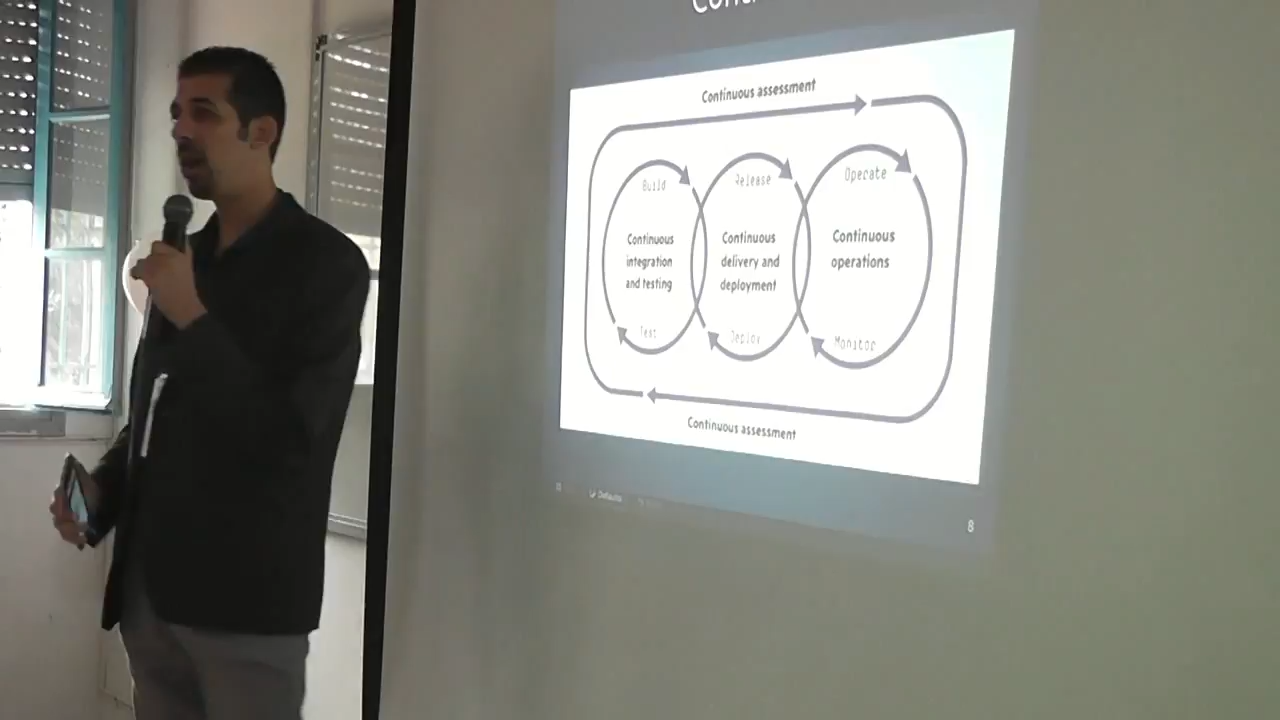 Continuous assessment
Build
Release
Operate
Continuous
integration
and testing
Continuous
delivery and
deployment
Continuous
operations
Test
Deploy
Monitor
Continuous assessment
8